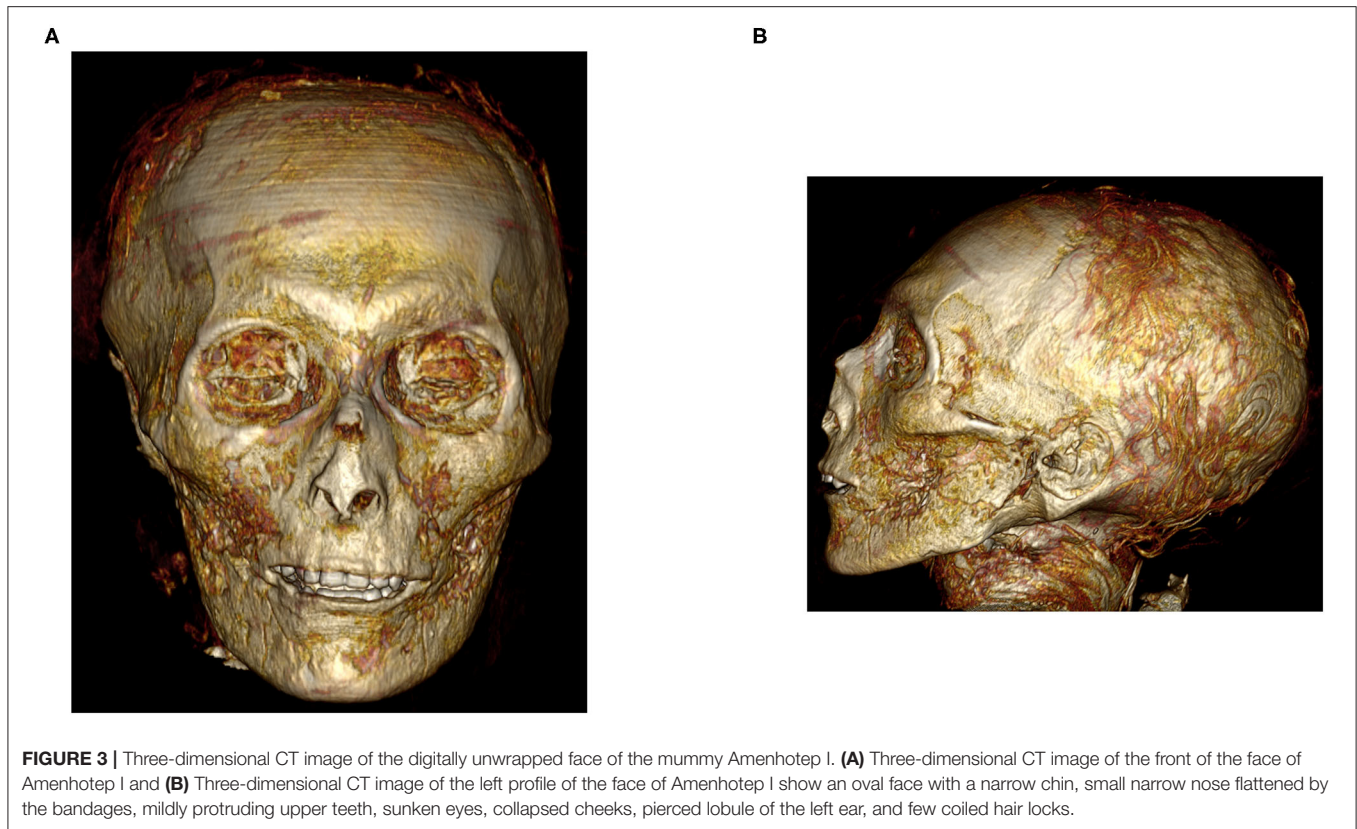 A
B
FIGURE 3 | Three-dimensional CT image of the digitally unwrapped face of the mummy Amenhotep I. (A) Three-dimensional CT image of the front of the face of
Amenhotep I and (B) Three-dimensional CT image of the left profile of the face of Amenhotep I show an oval face with a narrow chin, small narrow nose flattened by
the bandages, mildly protruding upper teeth, sunken eyes, collapsed cheeks, pierced lobule of the left ear, and few coiled hair locks.